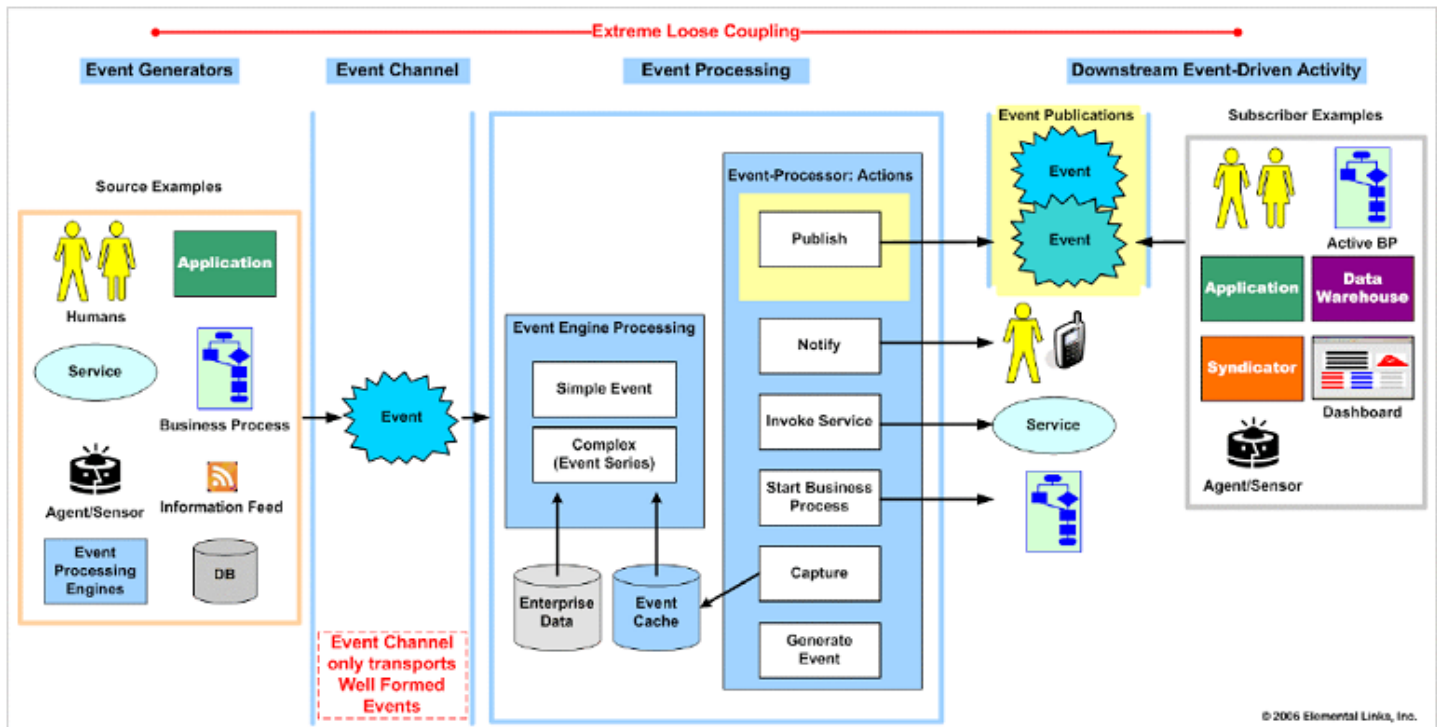 Extreme Loose Coupling
Event Generators
Event Channel
Event Processing
Downstream Event-Driven Activity
Source Examples
Humans
Application
Service
Business Process
Agent/Sensor
Information Feed
Event
Processing
Engines
DB
Event
Event Channel
only transports
Well Formed
Events
Event Engine Processing
Simple Event
Complex
(Event Series)
Enterprise
Data
Event
Cache
Event-Processor: Actions
Publish
Notify
Invoke Service
Start Business
Process
Capture
Generate
Event
Event Publications
Event
Event
Service
Subscriber Examples
Active BP
Application
Data
Warehouse
Syndicator
Dashboard
Agent/Sensor
© 2006 Elemental Links, Inc.